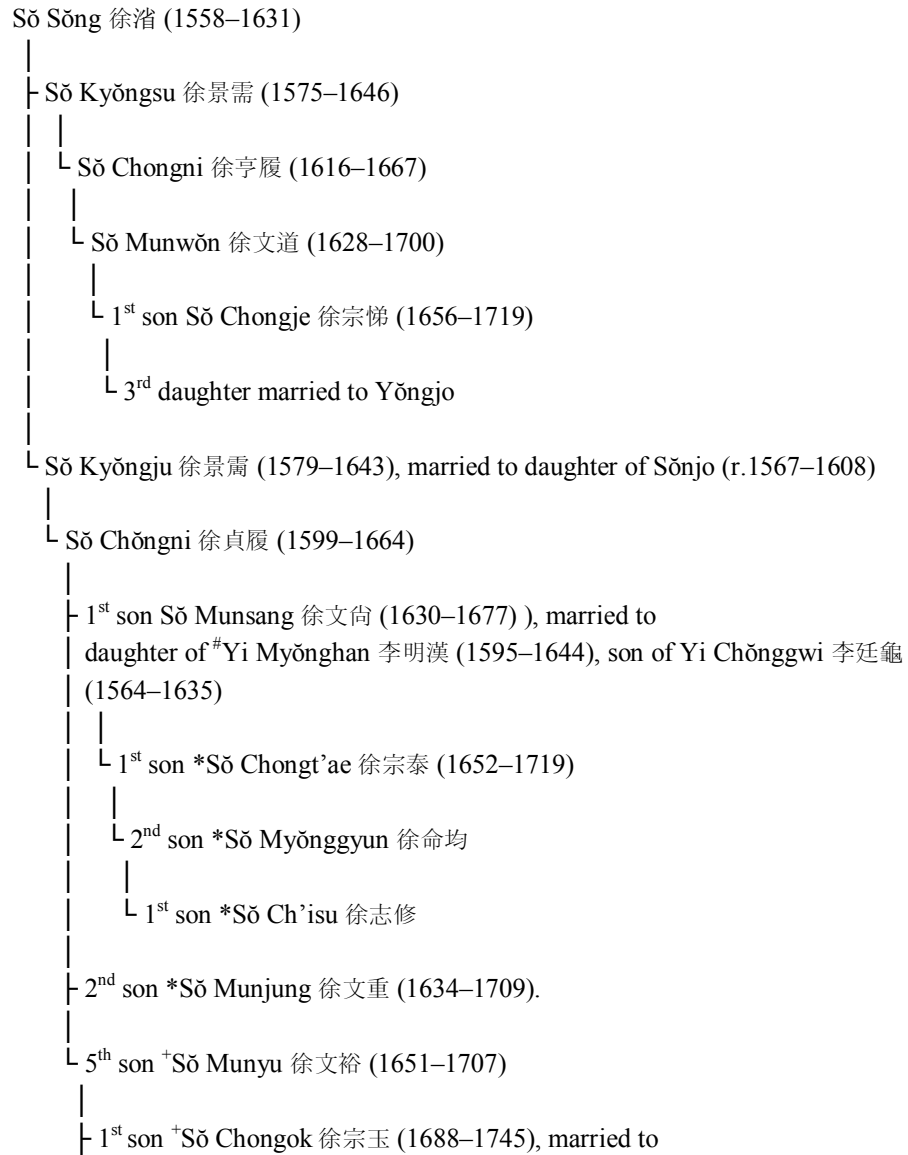 Sŏ Sŏng 徐渻 (1558–1631)
Sŏ Kyŏngsu 徐景需 (1575–1646)
Sŏ Chongni 徐亨履 (1616–1667)
Sŏ Munwŏn 徐文道 (1628–1700)
1st son Sŏ Chongje 徐宗悌 (1656–1719)
3rd daughter married to Yŏngjo
Sŏ Kyŏngju 徐景霌 (1579–1643), married to daughter of Sŏnjo (r.1567–1608)
Sŏ Chŏngni 徐貞履 (1599–1664)
1st son Sŏ Munsang 徐文尙 (1630–1677) ), married to
daughter of #Yi Myŏnghan 李明漢 (1595–1644), son of Yi Chŏnggwi 李廷龜
(1564–1635)
1st son *Sŏ Chongt’ae 徐宗泰 (1652–1719)
2nd son *Sŏ Myŏnggyun 徐命均
1st son *Sŏ Ch’isu 徐志修
2nd son *Sŏ Munjung 徐文重 (1634–1709).
5th son +Sŏ Munyu 徐文裕 (1651–1707)
1st son +Sŏ Chongok 徐宗玉 (1688–1745), married to